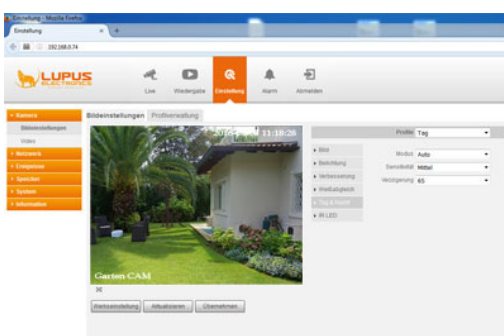 Einstellung - Mozilla Firefox
Einstellung
192.168.0.74
LUPUS
ELECTRONICS
Live
Wiedergabe
Einstellung
Alarm
Abmelden
Kamera
Bildeinstellungen
Video
Netzwerk
Ereignisse
Speicher
System
Information
Bildeinstellungen
Profilverwaltung
11:18:26
Garten CAM
Werkseinstellung
Aktualisieren
Übernehmen
Bild
Belichtung
Verbesserung
Weißabgleich
Tag & Nacht
IR LED
Profile Tag
Modus Auto
Sensitivität Mittel
Verzögerung 6S